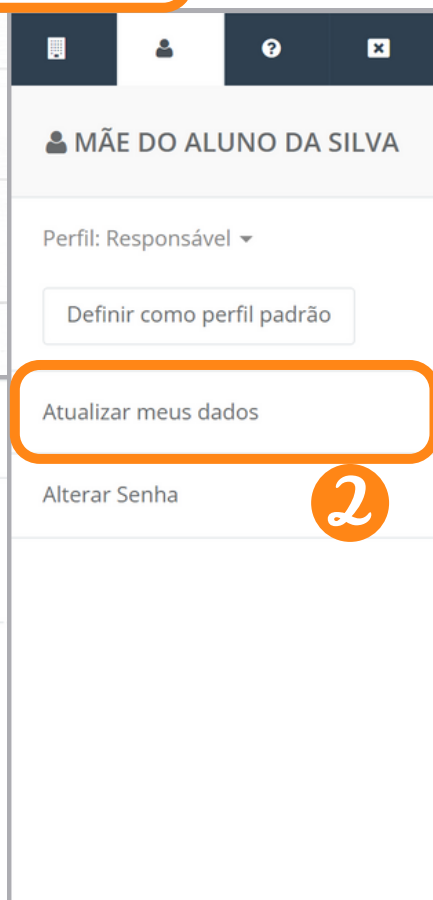 MÃE DO ALUNO DA SILVA
Perfil: Responsável
Definir como perfil padrão
Atualizar meus dados
Alterar Senha
2